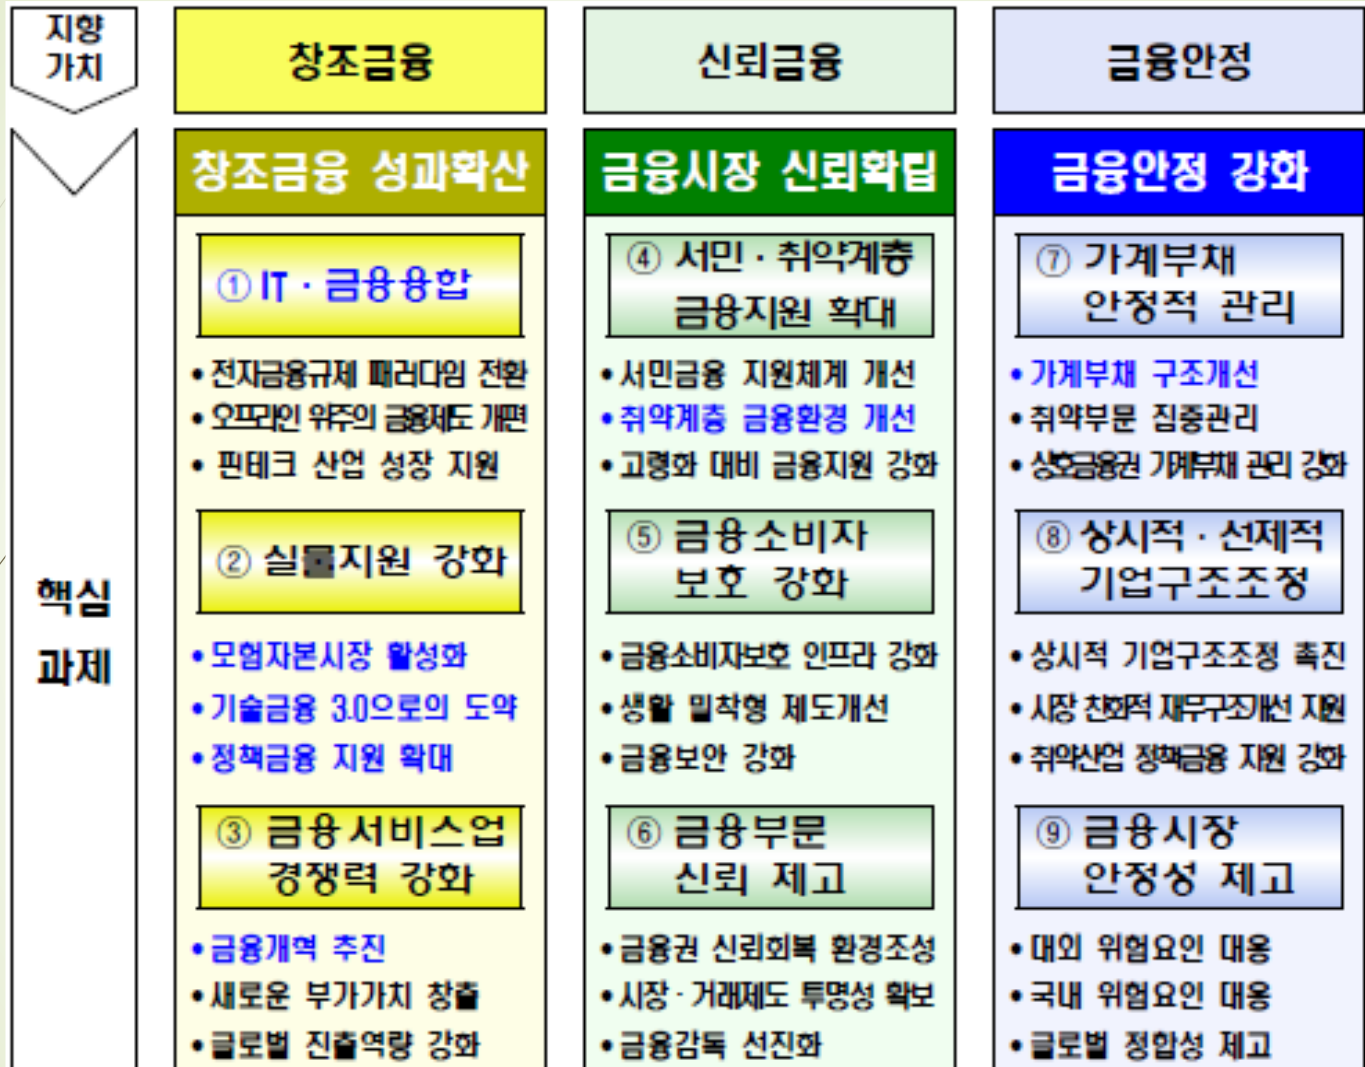 지향
가치
창조금융
신뢰금융
금융안정
핵심
과제
창조금융 성과확산
① IT · 금융융합
• 전자금융규제 패러다임 전환
• 오프라인 위주의 금융제도 개편
• 핀테크 산업 성장 지원
② 실물지원 강화
• 모험자본시장 활성화
• 기술금융 3.0으로의 도약
• 정책금융 지원 확대
③ 금융서비스업
경쟁력 강화
• 금융개혁 추진
• 새로운 부가가치 창출
• 글로벌 진출역량 강화
금융시장 신뢰확립
④ 서민 · 취약계층
금융지원 확대
• 서민금융 지원체계 개선
• 취약계층 금융환경 개선
• 고령화 대비 금융지원 강화
⑤ 금융소비자
보호 강화
• 금융소비자보호 인프라 강화
• 생활 밀착형 제도개선
• 금융보안 강화
⑥ 금융부문
신뢰 제고
• 금융권 신뢰회복 환경조성
• 시장 · 거래제도 투명성 확보
• 금융감독 선진화
금융안정 강화
⑦ 가계부채
안정적 관리
• 가계부채 구조개선
• 취약부문 집중관리
• 상호금융권 가계부채 관리 강화
⑧ 상시적 · 선제적
기업구조조정
• 상시적 기업구조조정 촉진
• 시장 친화적 재무구조개선 지원
• 취약산업 정책금융 지원 강화
⑨ 금융시장
안정성 제고
• 대외 위험요인 대응
• 국내 위험요인 대응
• 글로벌 정합성 제고